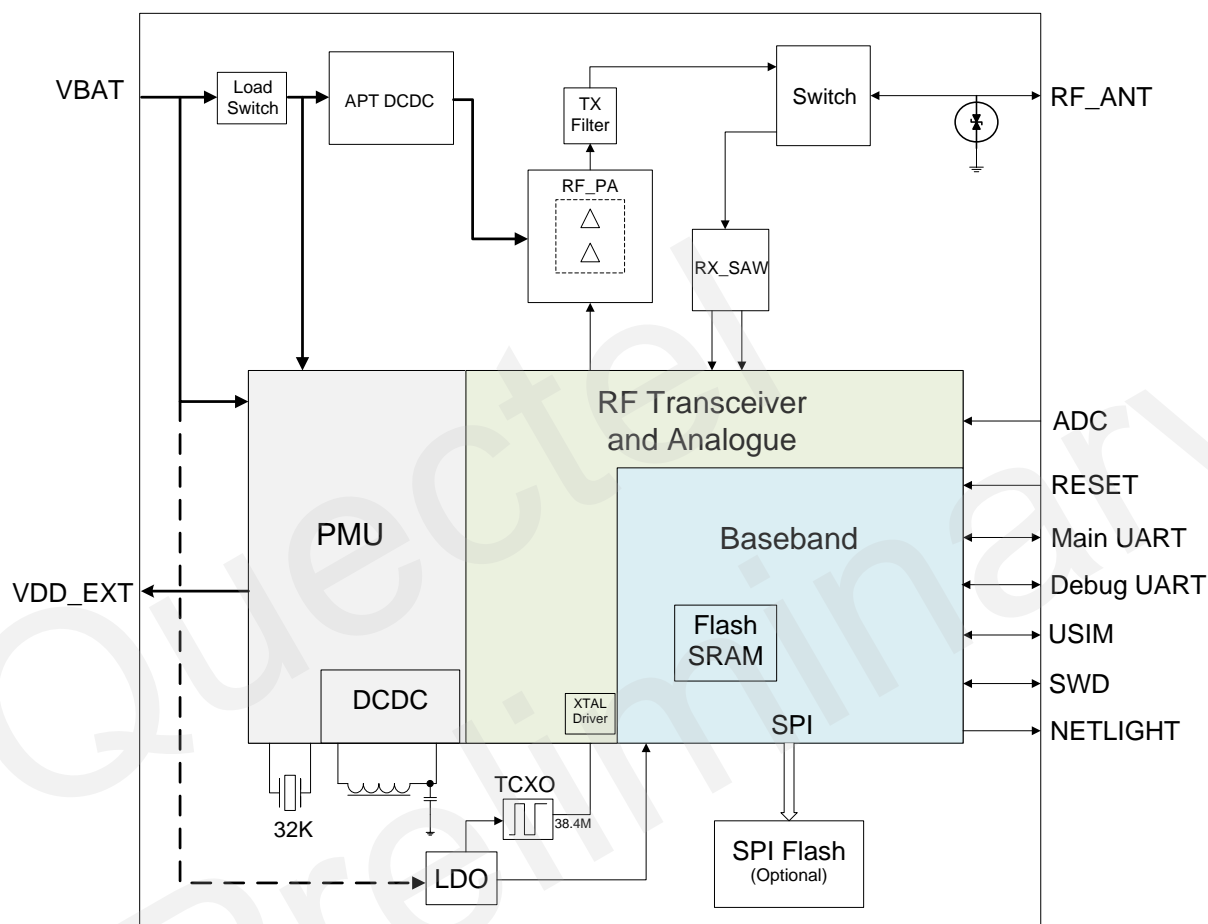 VBAT
Load
Switch
APT DCDC
TX
Filter
Switch
RF_ANT
RF_PA
RX_SAW
RF Transceiver
and Analogue
ADC
RESET
PMU
Baseband
Main UART
Debug UART
VDD_EXT
Flash
SRAM
USIM
SWD
DCDC
XTAL
Driver
SPI
NETLIGHT
TCXO
38.4M
32K
LDO
SPI Flash
(Optional)
Quectel
Preliminary